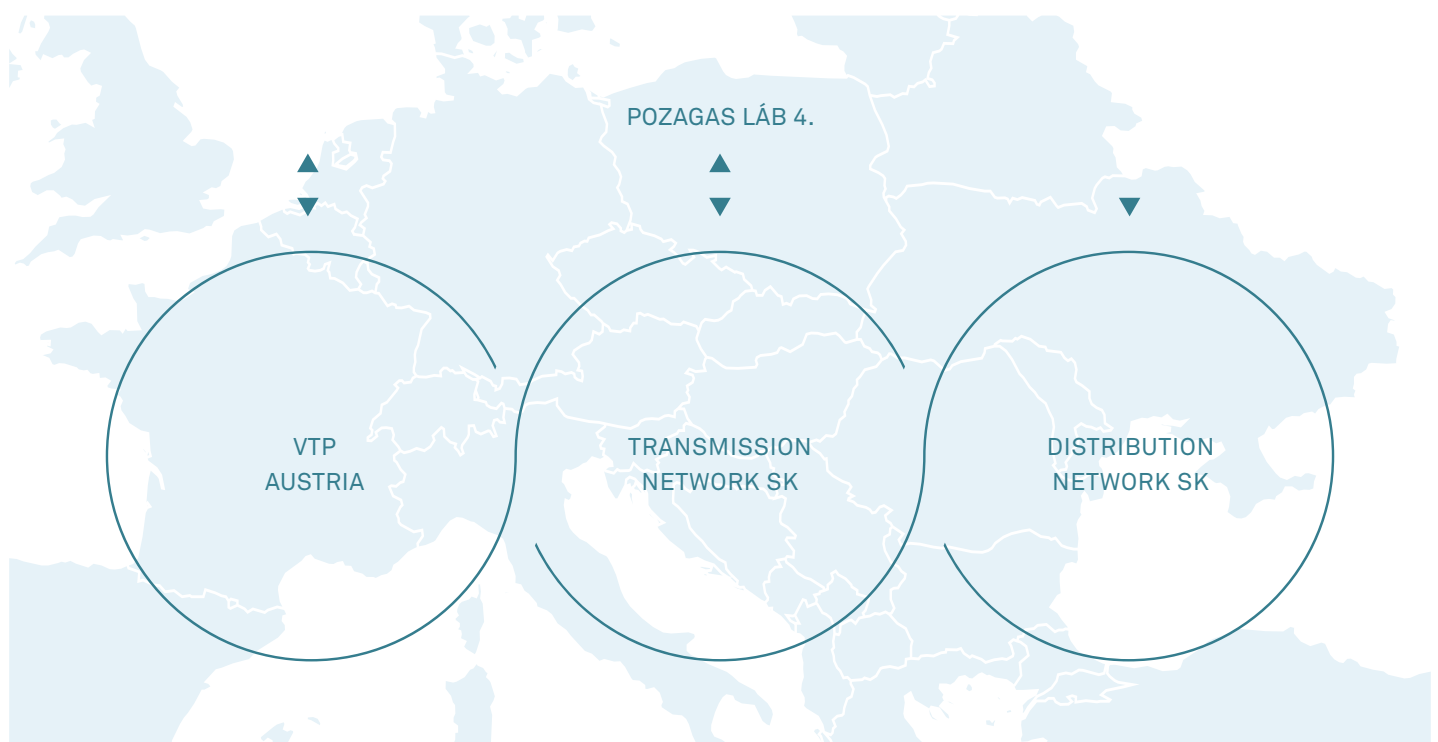 POZAGAS LÁB 4.
VTP
AUSTRIA
TRANSMISSION
NETWORK SK
DISTRIBUTION
NETWORK SK